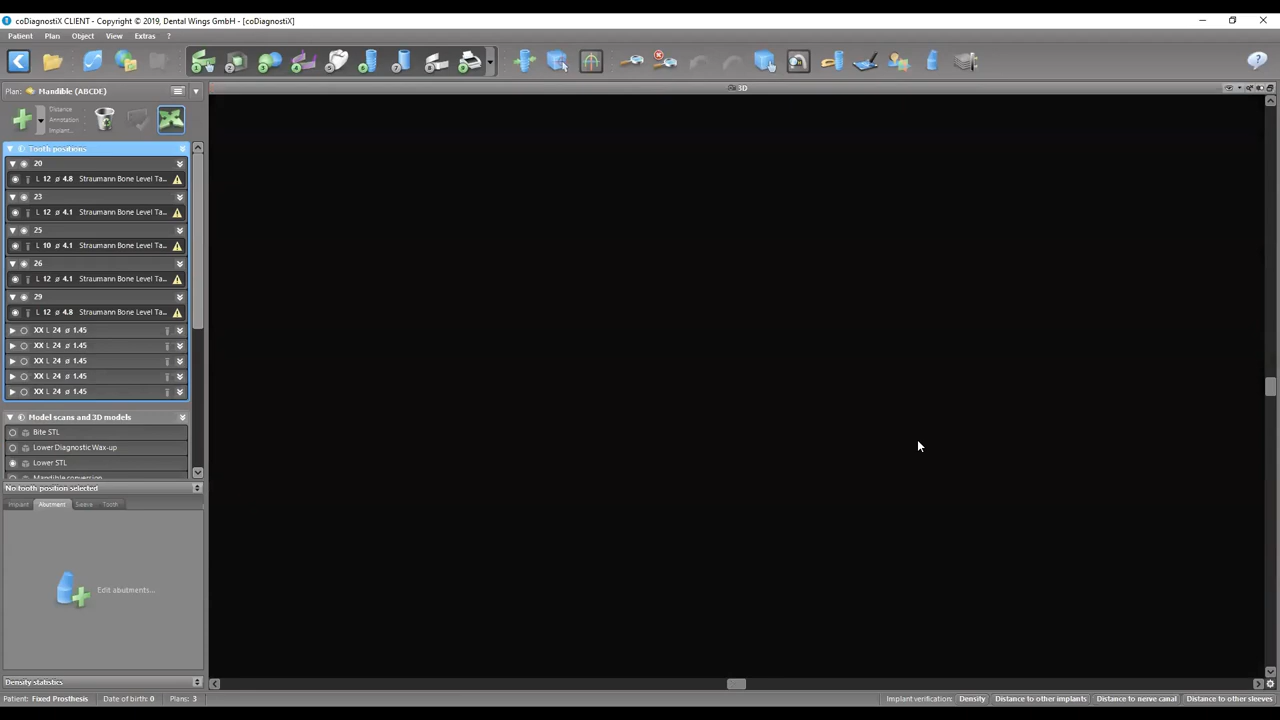 coDiagnostiX CLIENT - Copyright © 2019, Dental Wings GmbH - [coDiagnostiX]
Patient Plan Object View Extras ?
Plan: Mandible (ABCDE)
3D
Distance
Annotation
Implant...
Tooth positions
20
L 12 ø 4.8 Straumann Bone Level Ta...
23
L 12 ø 4.1 Straumann Bone Level Ta...
25
L 10 ø 4.1 Straumann Bone Level Ta...
26
L 12 ø 4.1 Straumann Bone Level Ta...
29
L 12 ø 4.8 Straumann Bone Level Ta...
XX L 24 ø 1.45
XX L 24 ø 1.45
XX L 24 ø 1.45
XX L 24 ø 1.45
XX L 24 ø 1.45
Model scans and 3D models
Bite STL
Lower Diagnostic Wax-up
Lower STL
Mandible conversion
No tooth position selected
Implant Abutment Sleeve Tooth
Edit abutments...
Density statistics
Patient: Fixed Prosthesis Date of birth: 0 Plans: 3 Implant verification: Density Distance to other implants Distance to nerve canal Distance to other sleeves